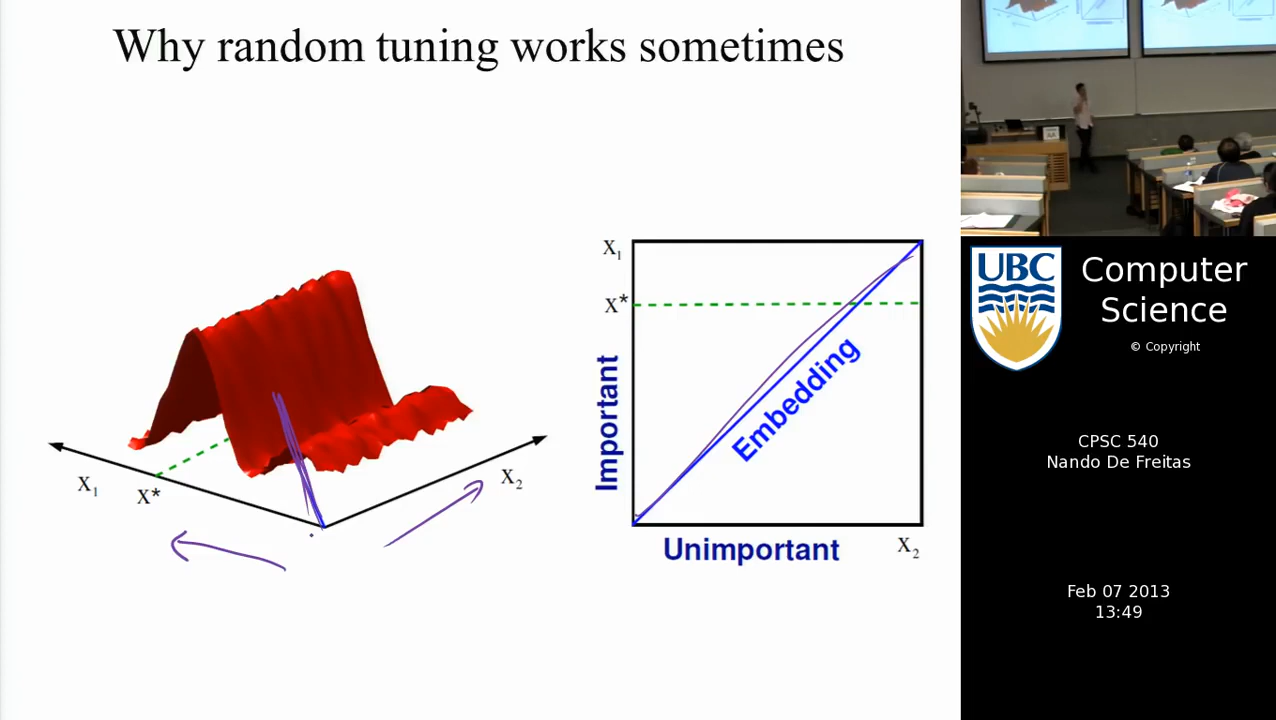 Why random tuning works sometimes
X1
X*
X2
X1
X*
Important
Embedding
Unimportant
X2
UBC
Computer
Science
© Copyright
CPSC 540
Nando De Freitas
Feb 07 2013
13:49